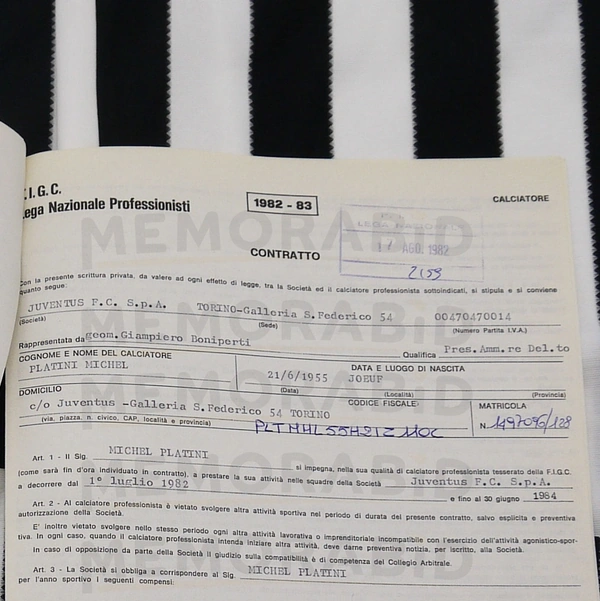 F.I.G.C.
Lega Nazionale Professionisti
1982 - 83
CALCIATORE
LEGA NAZIONALE
AGO. 1982
2159
CONTRATTO
Con la presente scrittura privata, da valere ad ogni effetto di legge, tra la Società ed il calciatore professionista sottoindicati, si stipula e si conviene
quanto segue:
JUVENTUS F.C. S.p.A. TORINO-Galleria S.Federico 54 00470470014
(Società) (Sede) (Numero Partita I.V.A.)
Rappresentata da geom.Giampiero Boniperti Qualifica Pres.Amm.re Del.to
COGNOME E NOME DEL CALCIATORE DATA E LUOGO DI NASCITA
PLATINI MICHEL 21/6/1955 JOEUF
(Data) (Località) (Provincia)
DOMICILIO CODICE FISCALE: MATRICOLA
c/o Juventus -Galleria S.Federico 54 TORINO
(via, piazza, n. civico, CAP, località e provincia) PLTMHL55H21Z110C N. 1497096/128
Art. 1 - Il Sig. MICHEL PLATINI
(come sarà fin d'ora individuato in contratto), a prestare la sua attività nelle squadre della Società si impegna, nella sua qualità di calciatore professionista tesserato della F.I.G.C.
a decorrere dal 1° luglio 1982 Juventus F.C. S.p.A.
e fino al 30 giugno 1984
Art. 2 - Al calciatore professionista è vietato svolgere altra attività sportiva nel periodo di durata del presente contratto, salvo esplicita e preventiva
autorizzazione della Società.
E' inoltre vietato svolgere nello stesso periodo ogni altra attività lavorativa o imprenditoriale incompatibile con l'esercizio dell'attività agonistico-spor-
tiva. In ogni caso, quando il calciatore professionista intenda iniziare altra attività, deve darne preventiva notizia, per iscritto, alla Società.
In caso di opposizione da parte della Società il giudizio sulla compatibilità è di competenza del Collegio Arbitrale.
Art. 3 - La Società si obbliga a corrispondere al Sig. MICHEL PLATINI
per l'anno sportivo i seguenti compensi:
MEMORABiD
MEMORABiD
MEMORABiD
MEMORABiD
MEMORABiD